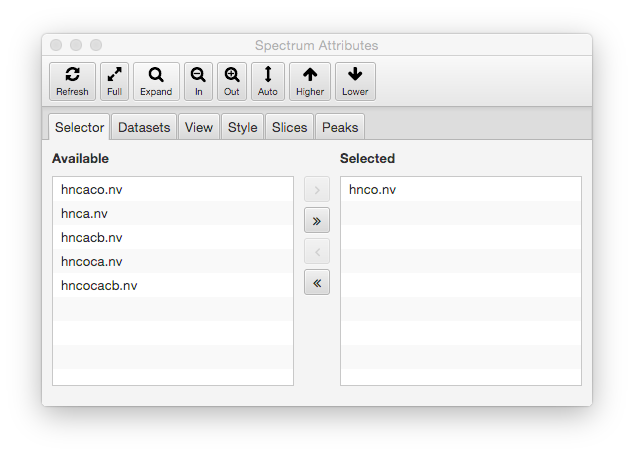 Spectrum Attributes
Refresh Full Expand In Out Auto Higher Lower
Selector Datasets View Style Slices Peaks
Available Selected
hncaco.nv hnco.nv
hnca.nv
hncacb.nv
hncoca.nv
hncocacb.nv